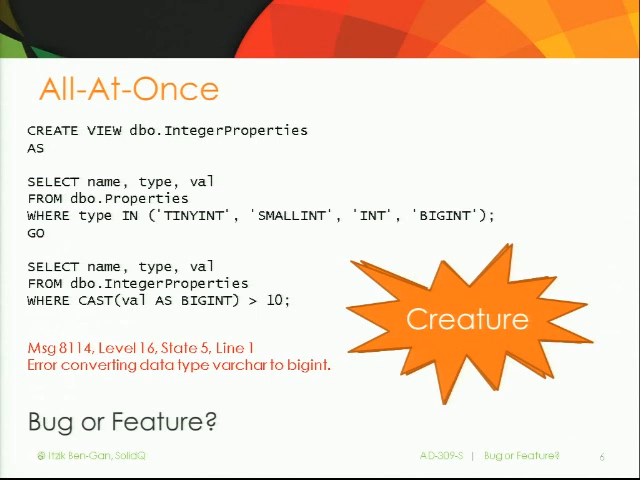 All-At-Once
CREATE VIEW dbo.IntegerProperties
AS
SELECT name, type, val
FROM dbo.Properties
WHERE type IN ('TINYINT', 'SMALLINT', 'INT', 'BIGINT');
GO
SELECT name, type, val
FROM dbo.IntegerProperties
WHERE CAST(val AS BIGINT) > 10;
Creature
Msg 8114, Level 16, State 5, Line 1
Error converting data type varchar to bigint.
Bug or Feature?
© Itzik Ben-Gan, SolidQ
AD-309-S | Bug or Feature?
6